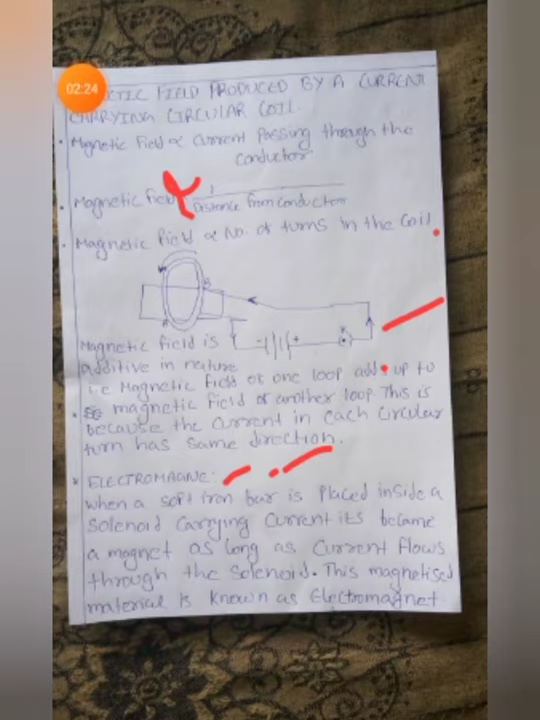 02:24
ETIC FIELD PRODUCED BY A CURRENT
CARRYING CIRCULAR COIL.
• Magnetic Field ∝ Current Passing through the
conductor
• Magnetic field ∝ 1
Distance from conductor
• Magnetic Field ∝ No. of turns in the Coil.
- +
K
Magnetic field is
additive in nature
i.e Magnetic field of one loop adds up to
• magnetic field of another loop. This is
because the current in each circular
turn has same direction.
* ELECTROMAGNE:
when a soft iron bar is placed inside a
Solenoid Carrying Current its became
a magnet as long as current flows
through the Solenoid. This magnetised
material is known as Electromagnet